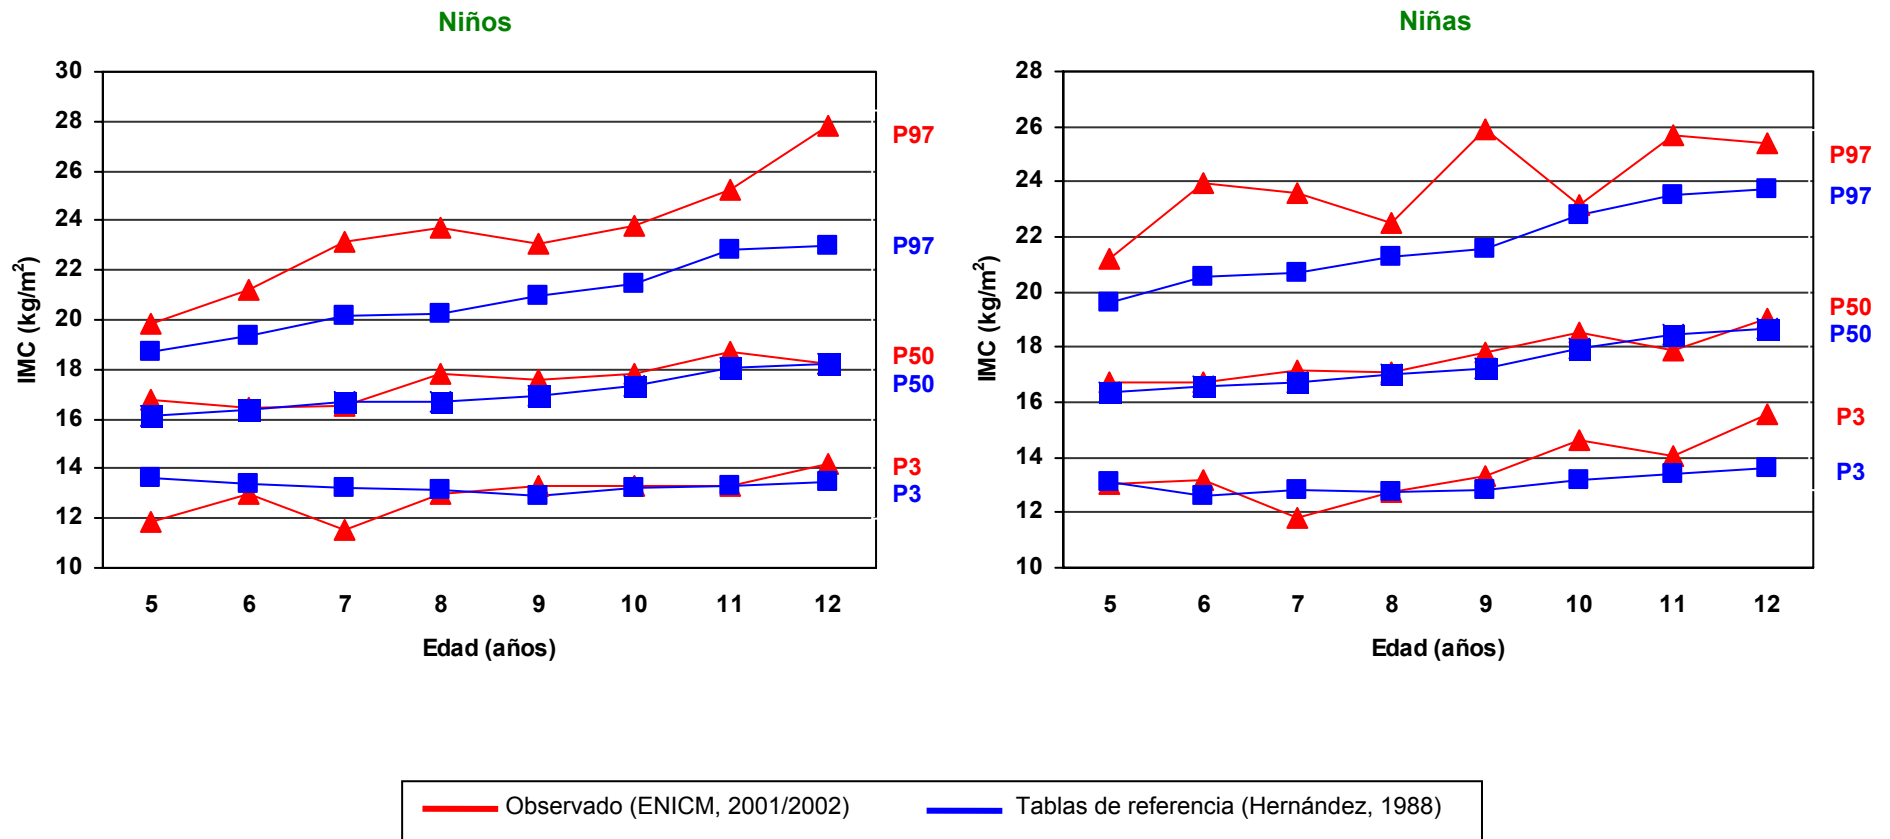 Niños
30
28
26
24
22
20
18
16
14
12
10
IMC (kg/m²)
5 6 7 8 9 10 11 12
Edad (años)
P97
P97
P50
P50
P3
P3
Niñas
28
26
24
22
20
18
16
14
12
10
IMC (kg/m²)
5 6 7 8 9 10 11 12
Edad (años)
P97
P97
P50
P50
P3
P3
Observado (ENICM, 2001/2002) Tablas de referencia (Hernández, 1988)